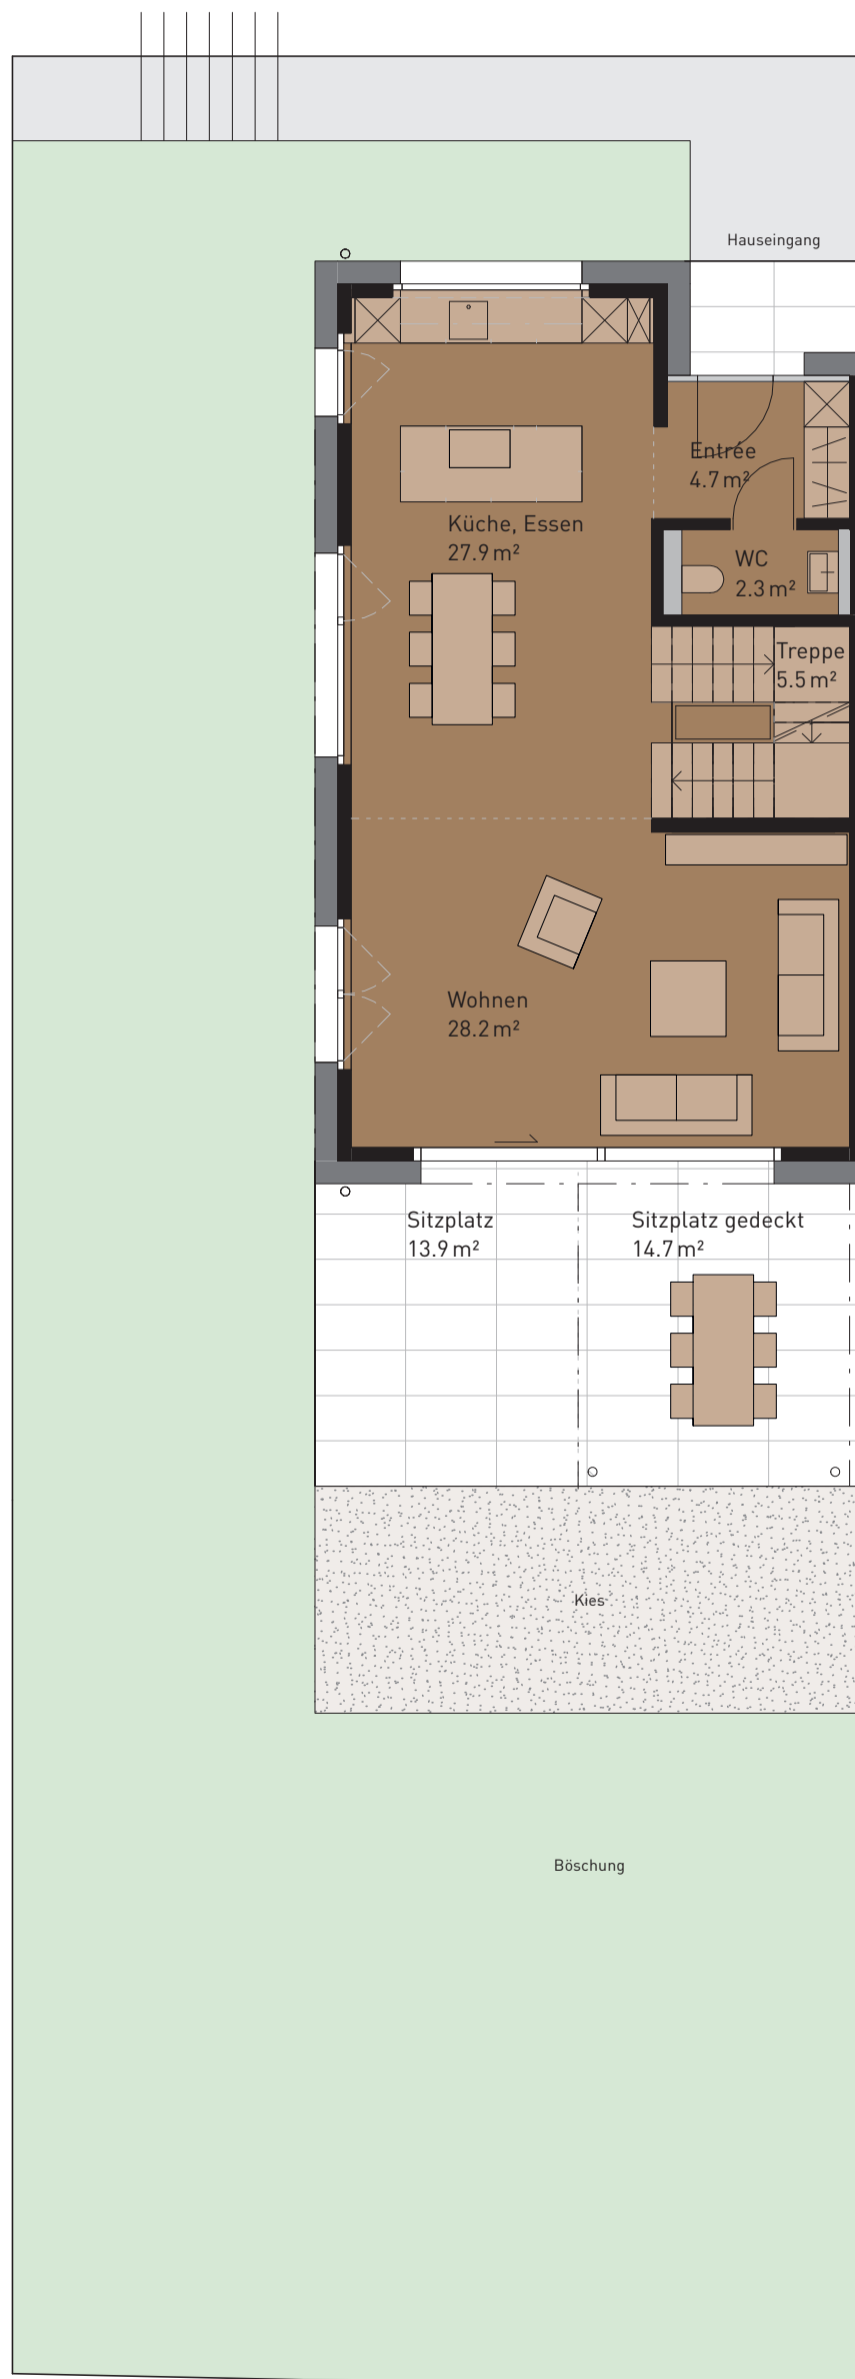 Hauseingang
Entrée
4.7 m²
Küche, Essen
27.9 m²
WC
2.3 m²
Treppe
5.5 m²
Wohnen
28.2 m²
Sitzplatz
13.9 m²
Sitzplatz gedeckt
14.7 m²
Kies
Böschung